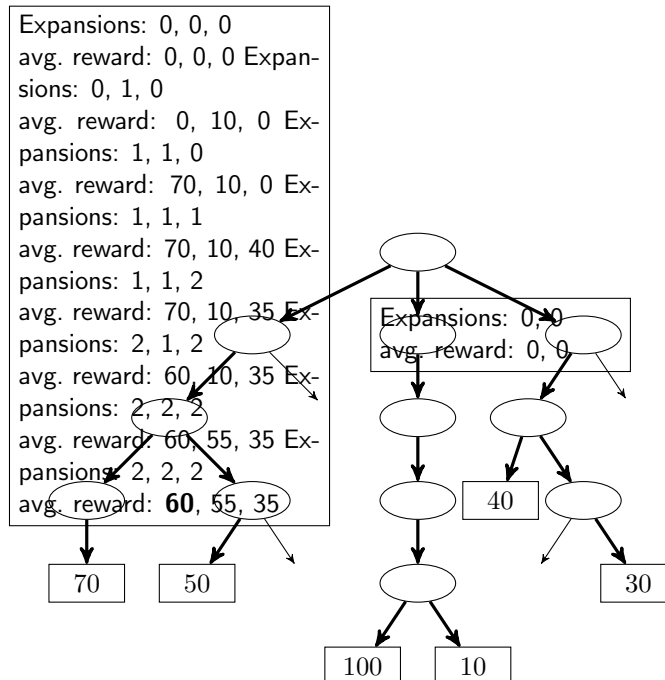 Expansions: 0, 0, 0
avg. reward: 0, 0, 0 Expan-
sions: 0, 1, 0
avg. reward: 0, 10, 0 Ex-
pansions: 1, 1, 0
avg. reward: 70, 10, 0 Ex-
pansions: 1, 1, 1
avg. reward: 70, 10, 40 Ex-
pansions: 1, 1, 2
avg. reward: 70, 10, 35 Ex-
pansions: 2, 1, 2
avg. reward: 60, 10, 35 Ex-
pansions: 2, 2, 2
avg. reward: 60, 55, 35 Ex-
pansions: 2, 2, 2
avg. reward: 60, 55, 35
Expansions: 0, 0
avg. reward: 0, 0
40
70
50
30
100
10